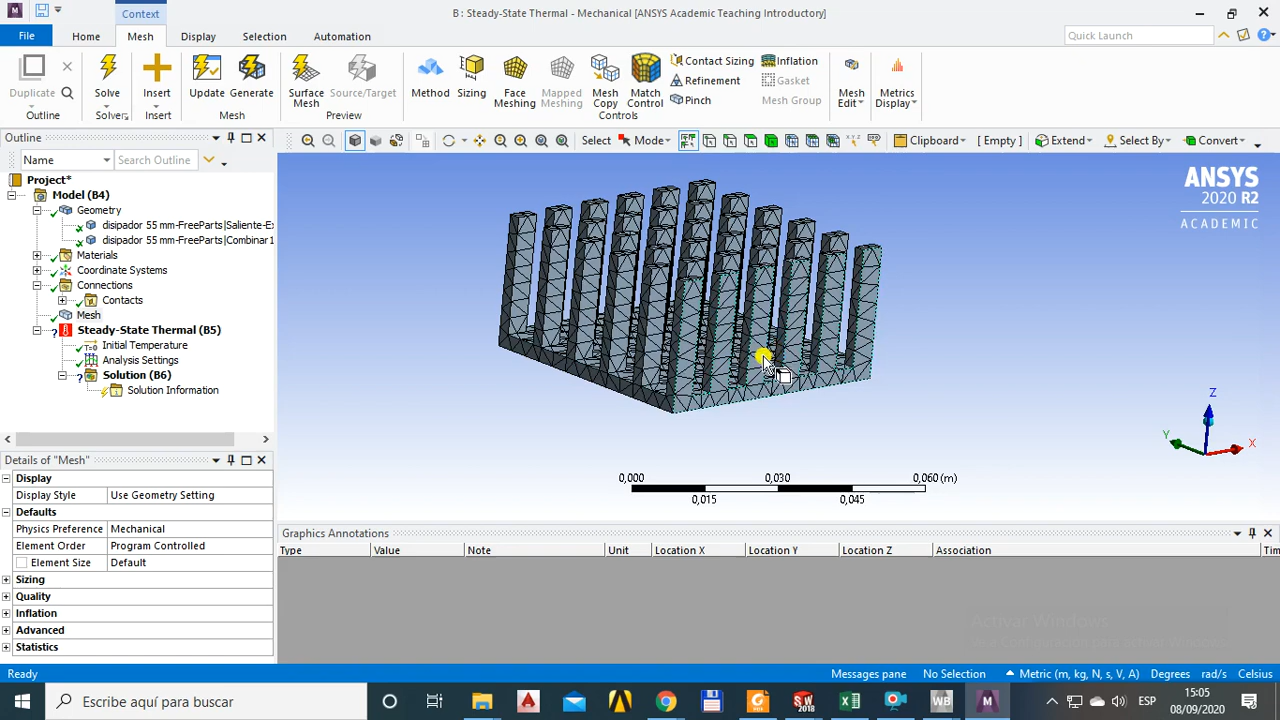 Context
B : Steady-State Thermal - Mechanical [ANSYS Academic Teaching Introductory]
File
Home
Mesh
Display
Selection
Automation
Quick Launch
Duplicate
Outline
Solve
Solver
Insert
Insert
Update
Generate
Mesh
Surface
Mesh
Source/Target
Preview
Method
Sizing
Face
Meshing
Mapped
Meshing
Mesh
Copy
Match
Control
Contact Sizing
Refinement
Pinch
Inflation
Gasket
Mesh Group
Controls
Mesh
Edit
Metrics
Display
Outline
Name
Search Outline
Select
Mode
Clipboard
[ Empty ]
Extend
Select By
Convert
Project*
Model (B4)
Geometry
disipador 55 mm-FreeParts|Saliente-Ex
disipador 55 mm-FreeParts|Combinar1
Materials
Coordinate Systems
Connections
Contacts
Mesh
Steady-State Thermal (B5)
Initial Temperature
T=0
Analysis Settings
Solution (B6)
Solution Information
ANSYS
2020 R2
ACADEMIC
Z
Y
X
0,000
0,030
0,060 (m)
0,015
0,045
Details of "Mesh"
Display
Display Style Use Geometry Setting
Defaults
Physics Preference Mechanical
Element Order Program Controlled
Element Size Default
Sizing
Quality
Inflation
Advanced
Statistics
Graphics Annotations
Type Value Note Unit Location X Location Y Location Z Association Tim
Activar Windows
Ready
Messages pane
No Selection
Metric (m, kg, N, s, V, A)
Degrees
rad/s
Celsius
Escribe aquí para buscar
SW
2018
WB
M
ESP
15:05
08/09/2020